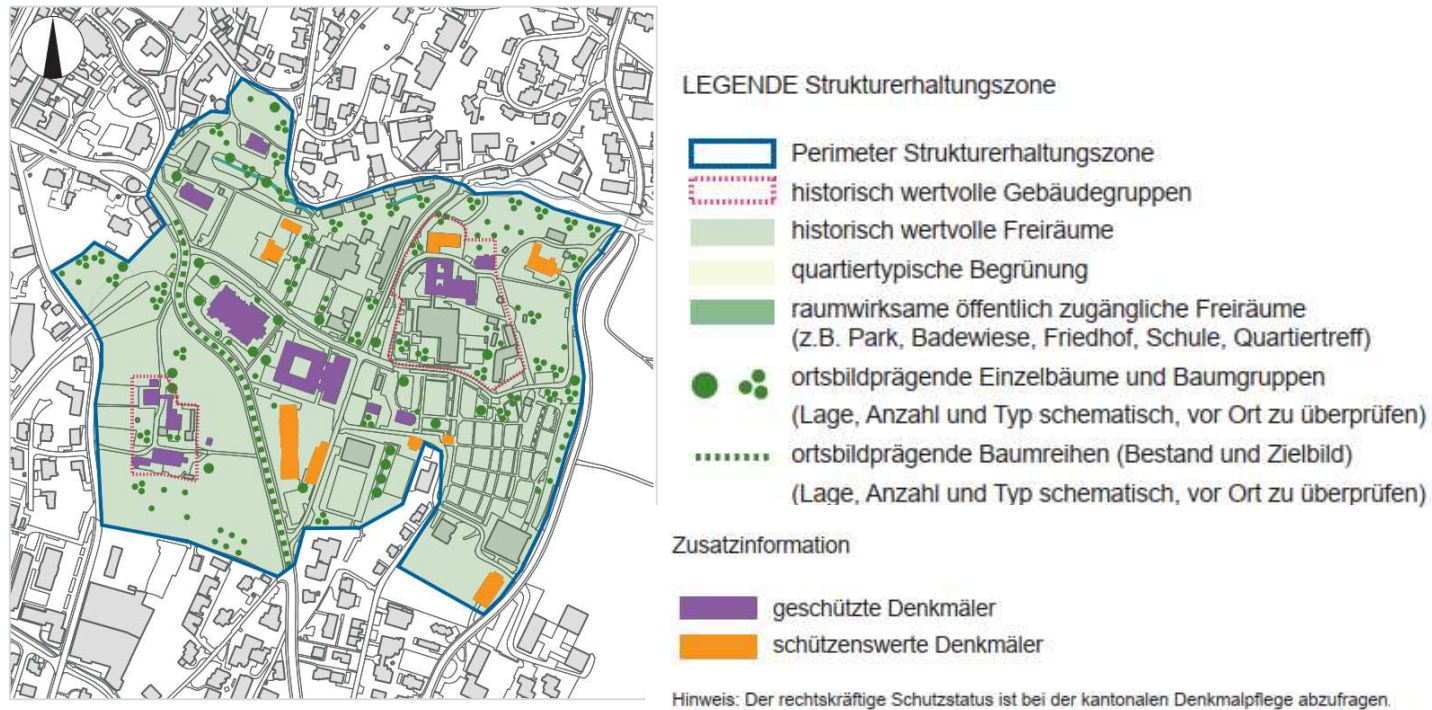 LEGENDE Strukturerhaltungszone
Perimeter Strukturerhaltungszone
historisch wertvolle Gebäudegruppen
historisch wertvolle Freiräume
quartiertypische Begrünung
raumwirksame öffentlich zugängliche Freiräume
(z.B. Park, Badewiese, Friedhof, Schule, Quartiertreff)
ortsbildprägende Einzelbäume und Baumgruppen
(Lage, Anzahl und Typ schematisch, vor Ort zu überprüfen)
ortsbildprägende Baumreihen (Bestand und Zielbild)
(Lage, Anzahl und Typ schematisch, vor Ort zu überprüfen)
Zusatzinformation
geschützte Denkmäler
schützenswerte Denkmäler
Hinweis: Der rechtskräftige Schutzstatus ist bei der kantonalen Denkmalpflege abzufragen.